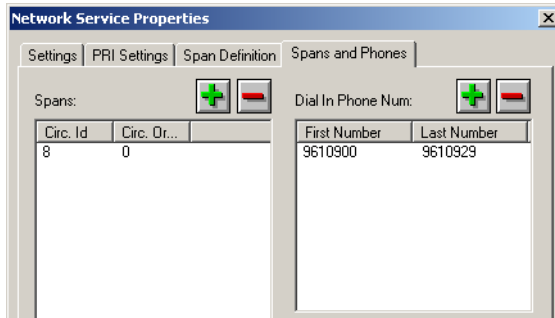 Network Service Properties
Settings PRI Settings Span Definition Spans and Phones
Spans:
Dial In Phone Num:
Circ. Id Circ. Or...
First Number Last Number
8 0
9610900 9610929